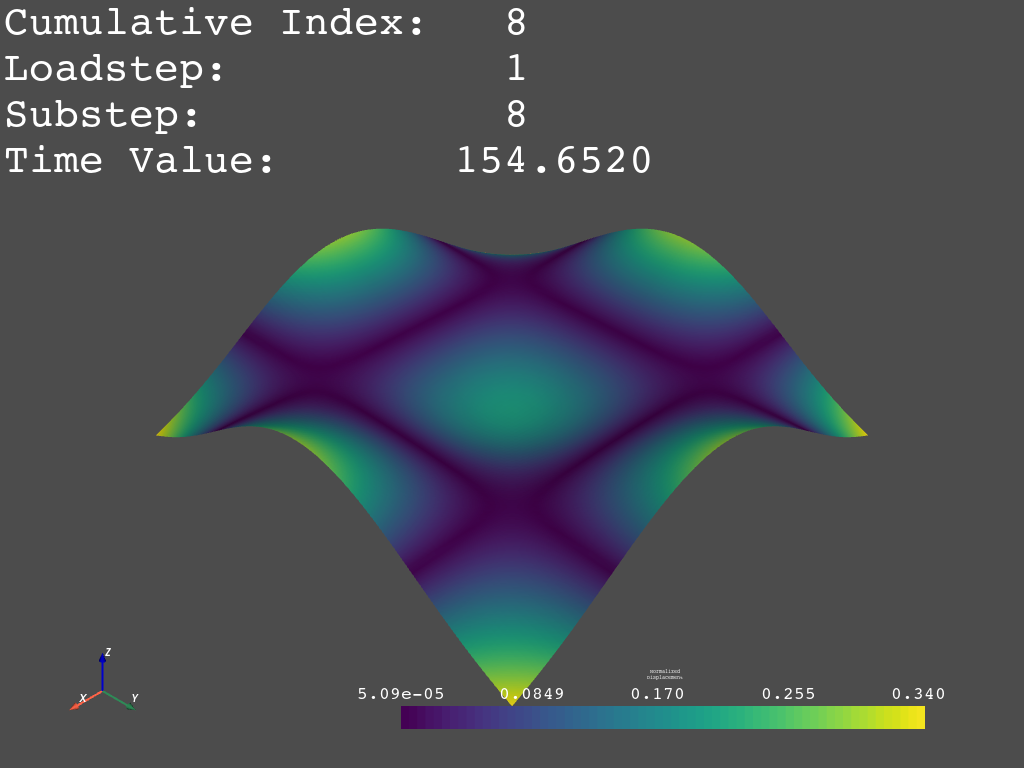 Cumulative Index: 8
Loadstep: 1
Substep: 8
Time Value: 154.6520
Z
X Y
Normalized
Displacement
5.09e-05 0.0849 0.170 0.255 0.340